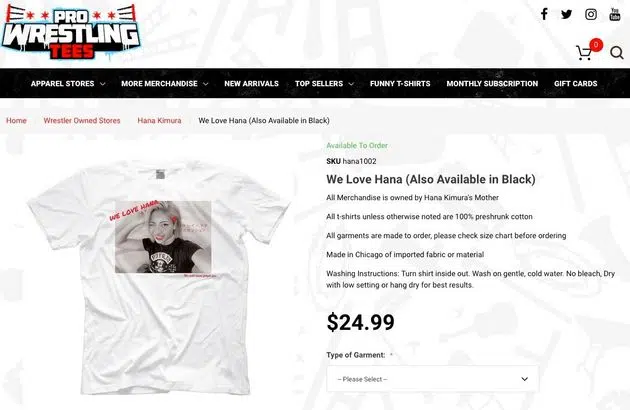 PRO
WRESTLING
TEES
You
Tube
0
APPAREL STORES
MORE MERCHANDISE
NEW ARRIVALS
TOP SELLERS
FUNNY T-SHIRTS
MONTHLY SUBSCRIPTION
GIFT CARDS
Home
Wrestler Owned Stores
Hana Kimura
We Love Hana (Also Available in Black)
WE LOVE HANA
Available To Order
SKU hana1002
We Love Hana (Also Available in Black)
All Merchandise is owned by Hana Kimura's Mother
All t-shirts unless otherwise noted are 100% preshrunk cotton
All garments are made to order, please check size chart before ordering
Made in Chicago of imported fabric or material
Washing Instructions: Turn shirt inside out. Wash on gentle, cold water. No bleach, Dry
with low setting or hang dry for best results.
$24.99
Type of Garment: *
-- Please Select --